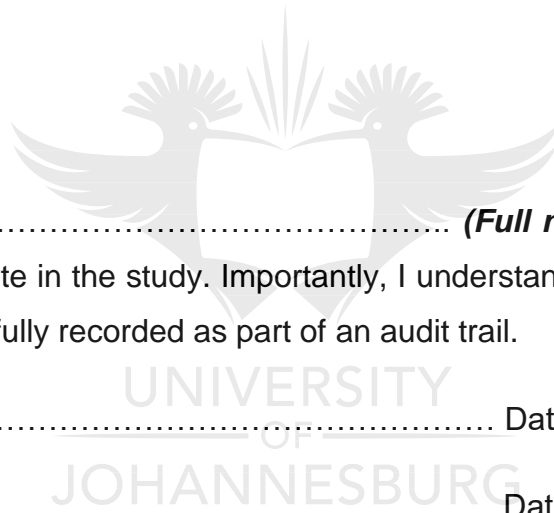 ……………………………………….. (Full
te in the study. Importantly, I understan
fully recorded as part of an audit trail.
UNIVERSITY
…………………………………………… Dat
OF
JOHANNESBURG
Dat